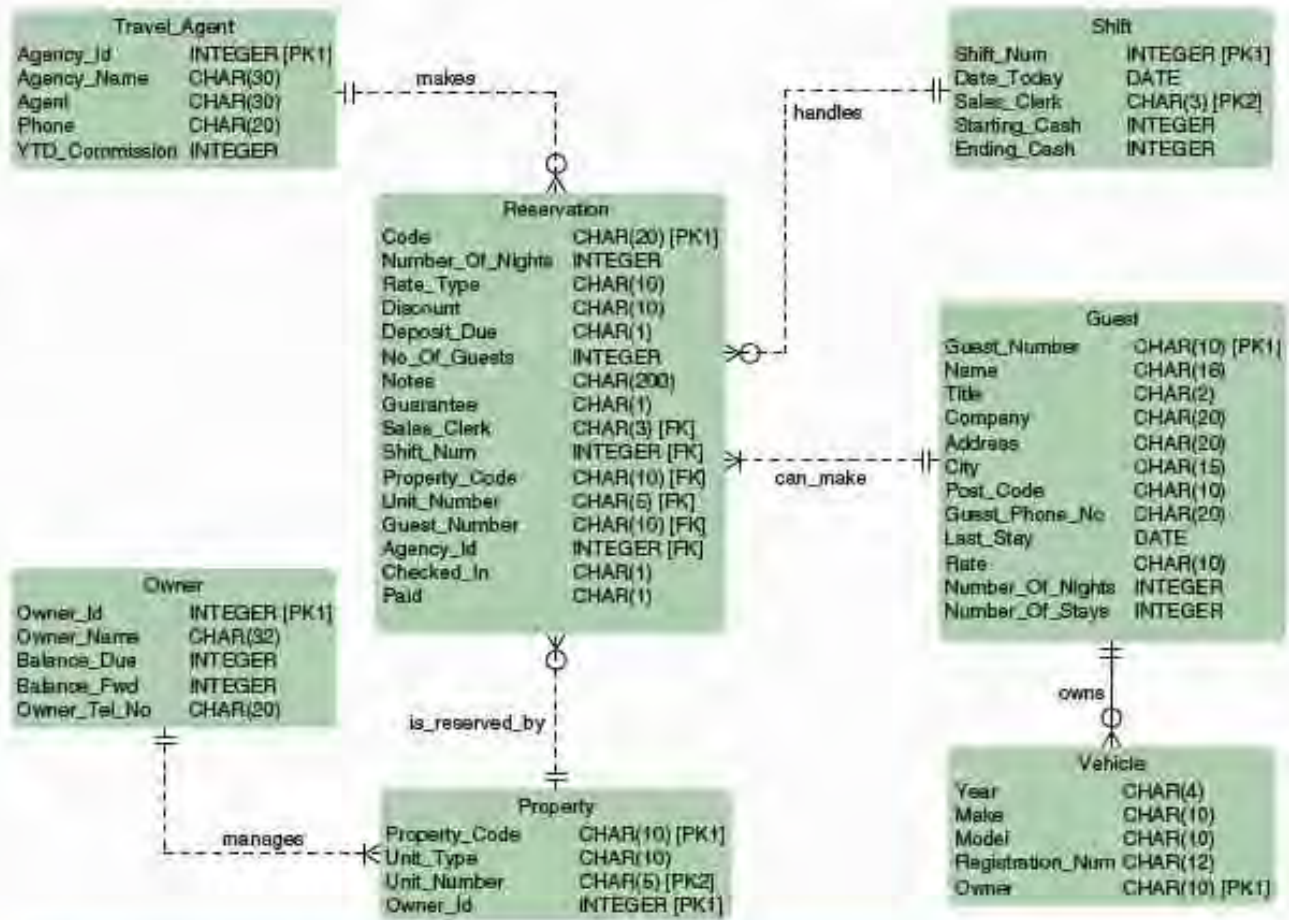 Travel_Agent
Agency_Id INTEGER [PK1]
Agency_Name CHAR(30)
Agent CHAR(30)
Phone CHAR(20)
YTD_Commission INTEGER
makes
handles
Shift
Shift_Num INTEGER [PK1]
Date_Today DATE
Sales_Clerk CHAR(3) [PK2]
Starting_Cash INTEGER
Ending_Cash INTEGER
Reservation
Code CHAR(20) [PK1]
Number_Of_Nights INTEGER
Rate_Type CHAR(10)
Discount CHAR(10)
Deposit_Due CHAR(1)
No_Of_Guests INTEGER
Notes CHAR(200)
Guarantee CHAR(1)
Sales_Clerk CHAR(3) [FK]
Shift_Num INTEGER [FK]
Property_Code CHAR(10) [FK]
Unit_Number CHAR(5) [FK]
Guest_Number CHAR(10) [FK]
Agency_Id INTEGER [FK]
Checked_In CHAR(1)
Paid CHAR(1)
can_make
Guest
Guest_Number CHAR(10) [PK1]
Name CHAR(16)
Title CHAR(2)
Company CHAR(20)
Address CHAR(20)
City CHAR(15)
Post_Code CHAR(10)
Guest_Phone_No CHAR(20)
Last_Stay DATE
Rate CHAR(10)
Number_Of_Nights INTEGER
Number_Of_Stays INTEGER
Owner
Owner_Id INTEGER [PK1]
Owner_Name CHAR(32)
Balance_Due INTEGER
Balance_Fwd INTEGER
Owner_Tel_No CHAR(20)
is_reserved_by
owns
manages
Property
Property_Code CHAR(10) [PK1]
Unit_Type CHAR(10)
Unit_Number CHAR(5) [PK2]
Owner_Id INTEGER [PK1]
Vehicle
Year CHAR(4)
Make CHAR(10)
Model CHAR(10)
Registration_Num CHAR(12)
Owner CHAR(10) [PK1]